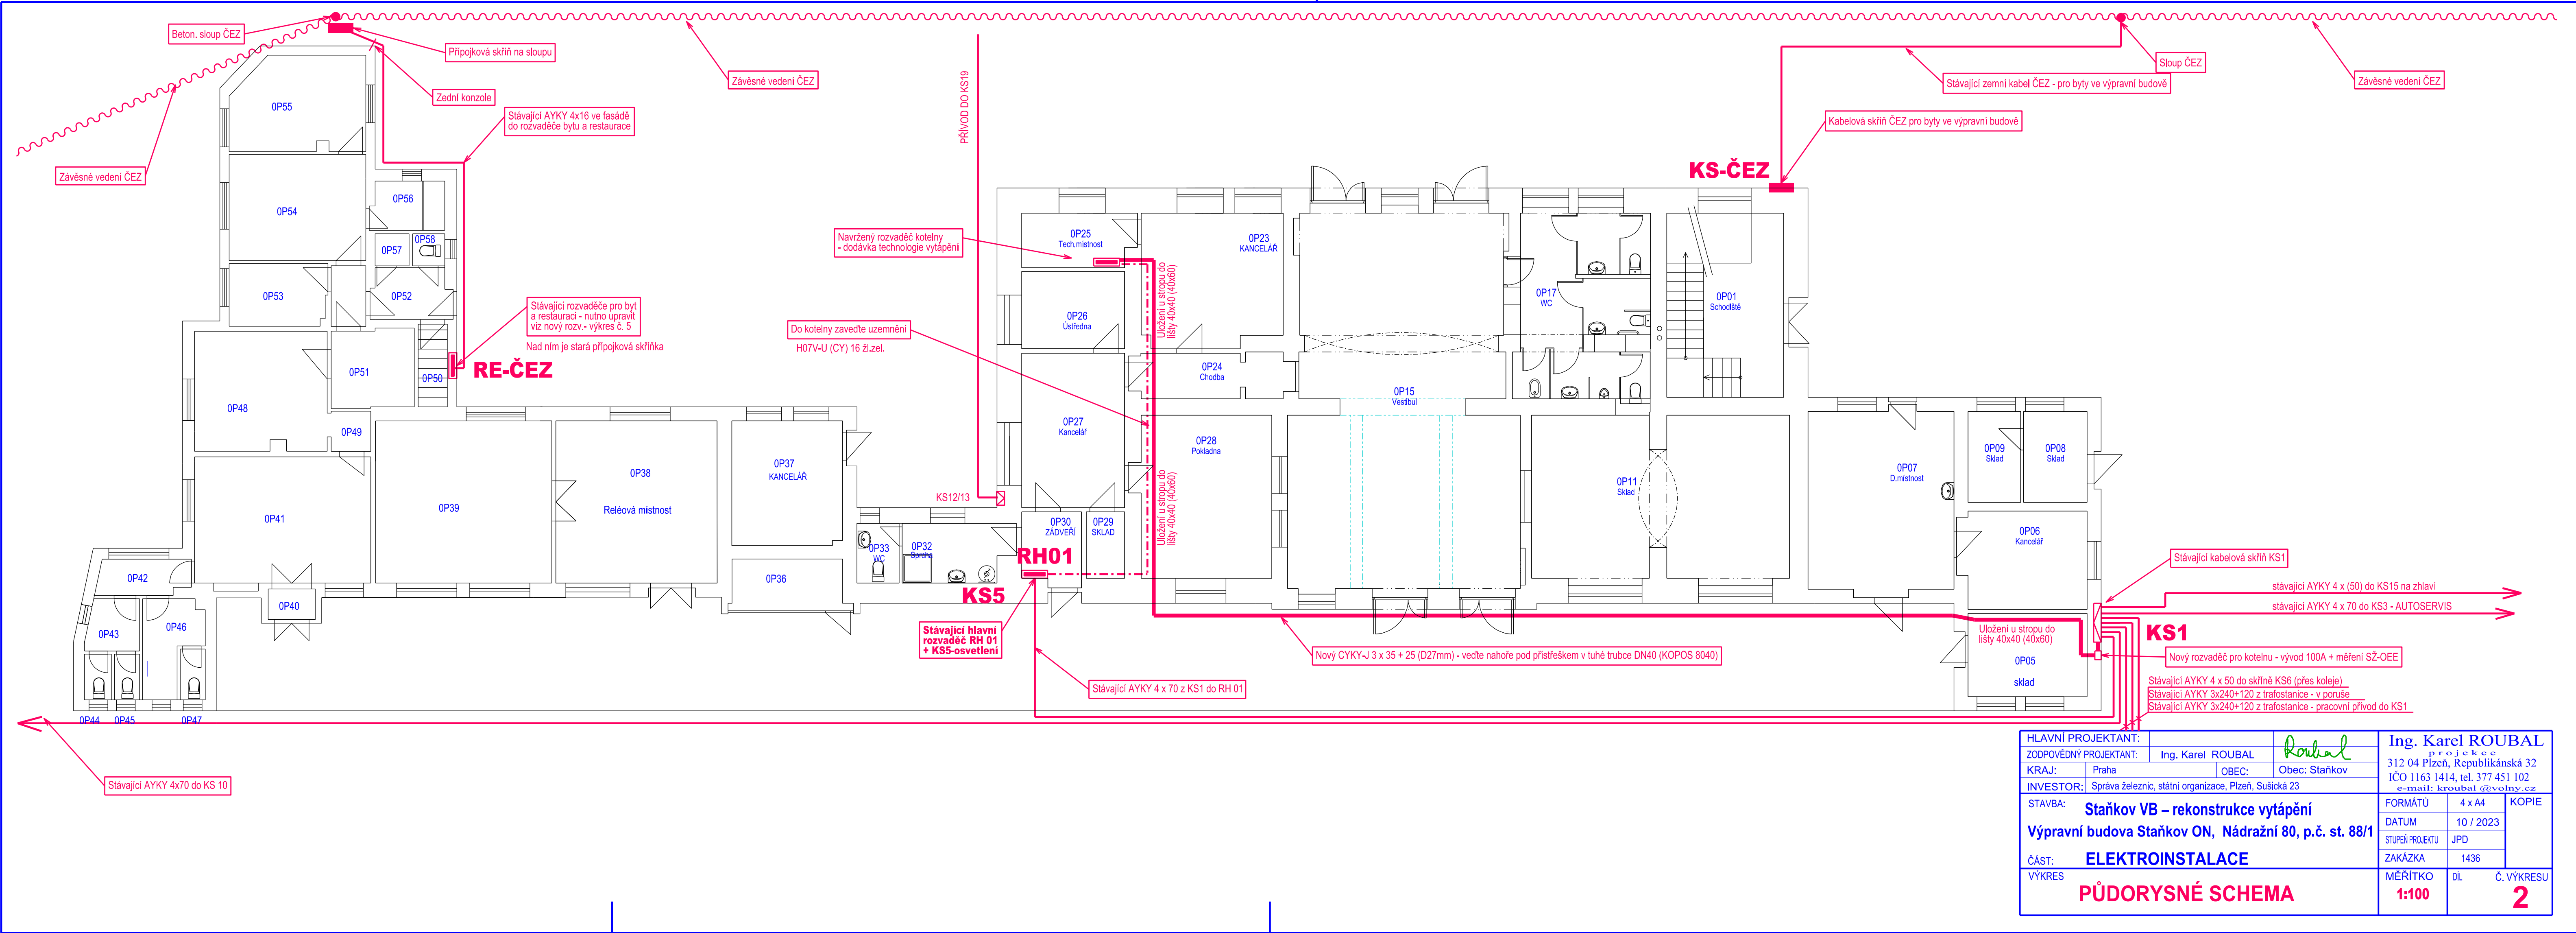 Beton. sloup ČEZ
Přípojková skříň na sloupu
Zední konzole
Závěsné vedení ČEZ
Závěsné vedení ČEZ
Stávající AYKY 4x16 ve fasádě
do rozvaděče bytu a restaurace
PŘÍVOD DO KS19
Sloup ČEZ
Závěsné vedení ČEZ
Stávající zemní kabel ČEZ - pro byty ve výpravní budově
Kabelová skříň ČEZ pro byty ve výpravní budově
KS-ČEZ
0P55
0P54
0P56
0P57
0P58
0P53
0P52
0P51
0P50
0P48
0P49
0P41
0P39
0P38
Reléová místnost
0P37
KANCELÁŘ
0P36
0P42
0P40
0P43
0P46
0P44
0P45
0P47
Stávající rozvaděče pro byt
a restauraci - nutno upravit
viz nový rozv.- výkres č. 5
Nad ním je stará přípojková skříňka
RE-ČEZ
Navržený rozvaděč kotelny
- dodávka technologie vytápění
Do kotelny zaveďte uzemnění
H07V-U (CY) 16 žl.zel.
0P25
Tech.místnost
0P23
KANCELÁŘ
0P26
Ústředna
0P24
Chodba
0P27
Kancelář
0P28
Pokladna
0P30
ZÁDVEŘÍ
0P29
SKLAD
0P33
WC
0P32
Sprcha
KS12/13
RH01
KS5
Uložení u stropu do
lišty 40x40 (40x60)
Uložení u stropu do
lišty 40x40 (40x60)
0P17
WC
0P01
Schodiště
0P15
Vestibul
0P11
Sklad
0P07
D.místnost
0P09
Sklad
0P08
Sklad
0P06
Kancelář
0P05
sklad
Uložení u stropu do
lišty 40x40 (40x60)
Stávající hlavní
rozvaděč RH 01
+ KS5-osvetlení
Stávající AYKY 4 x 70 z KS1 do RH 01
Nový CYKY-J 3 x 35 + 25 (D27mm) - veďte nahoře pod přístřeškem v tuhé trubce DN40 (KOPOS 8040)
Stávající kabelová skříň KS1
stávající AYKY 4 x (50) do KS15 na zhlaví
stávající AYKY 4 x 70 do KS3 - AUTOSERVIS
KS1
Nový rozvaděč pro kotelnu - vývod 100A + měření SŽ-OEE
Stávající AYKY 4 x 50 do skříně KS6 (přes koleje)
Stávající AYKY 3x240+120 z trafostanice - v poruše
Stávající AYKY 3x240+120 z trafostanice - pracovní přívod do KS1
Stávající AYKY 4x70 do KS 10
HLAVNÍ PROJEKTANT:
ZODPOVĚDNÝ PROJEKTANT: Ing. Karel ROUBAL
Roubal
KRAJ: Praha OBEC: Obec: Staňkov
INVESTOR: Správa železnic, státní organizace, Plzeň, Sušická 23
Ing. Karel ROUBAL
projekce
312 04 Plzeň, Republikánská 32
IČO 1163 1414, tel. 377 451 102
e-mail: kroubal @volny.cz
STAVBA: Staňkov VB – rekonstrukce vytápění
Výpravní budova Staňkov ON, Nádražní 80, p.č. st. 88/1
ČÁST: ELEKTROINSTALACE
FORMÁTŮ 4 x A4 KOPIE
DATUM 10 / 2023
STUPEŇ PROJEKTU JPD
ZAKÁZKA 1436
VÝKRES
PŮDORYSNÉ SCHEMA
MĚŘÍTKO DÍL Č. VÝKRESU
1:100 2